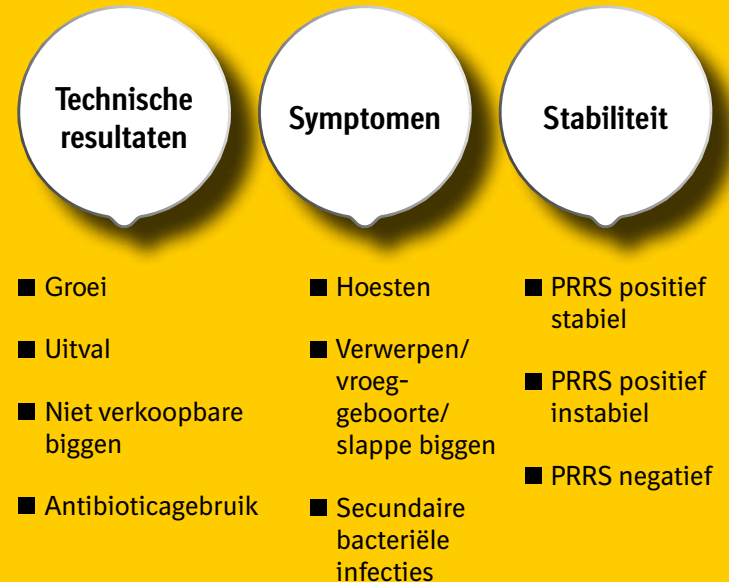 Technische
resultaten
■ Groei
■ Uitval
■ Niet verkoopbare
biggen
■ Antibioticagebruik
Symptomen
■ Hoesten
■ Verwerpen/
vroeg-
geboorte/
slappe biggen
■ Secundaire
bacteriële
infecties
Stabiliteit
■ PRRS positief
stabiel
■ PRRS positief
instabiel
■ PRRS negatief